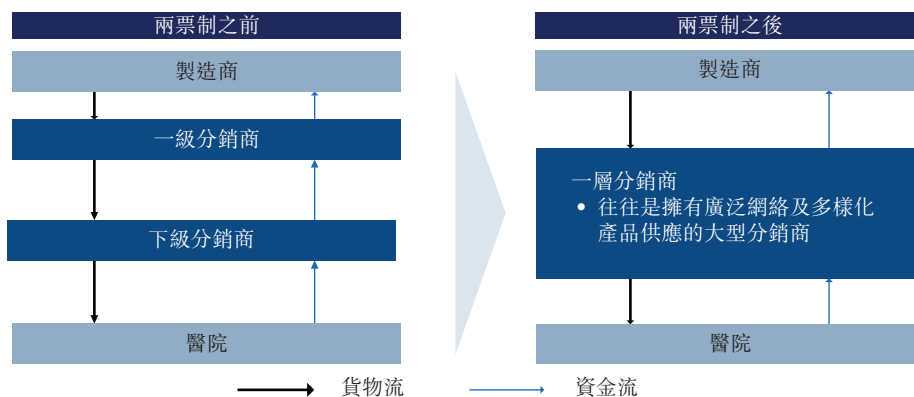 兩票制之前
製造商
一級分銷商
下級分銷商
醫院
兩票制之後
製造商
一層分銷商
• 往往是擁有廣泛網絡及多樣化
產品供應的大型分銷商
醫院
貨物流
資金流